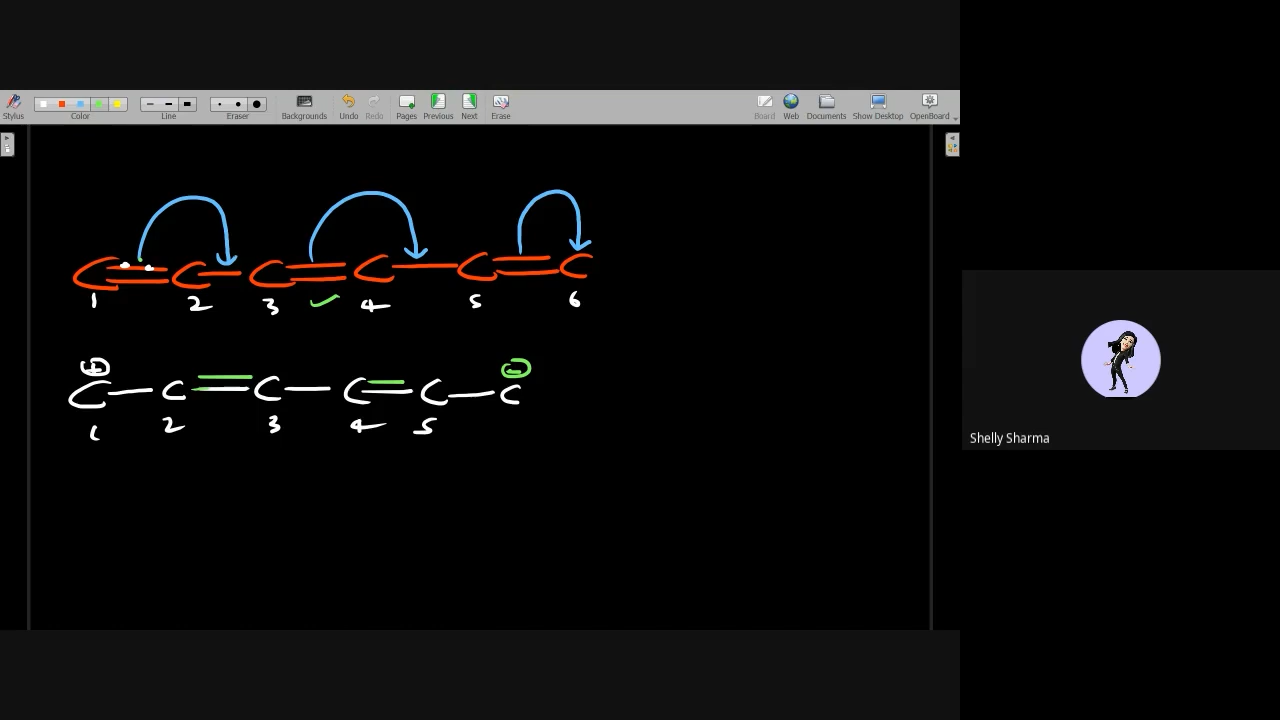 Stylus Color Line Eraser Backgrounds Undo Redo Pages Previous Next Erase Board Web Documents Show Desktop OpenBoard
C=C-C=C-C=C
1 2 3 4 5 6
⊕ ⊖
C-C=C-C=C-C
1 2 3 4 5
Shelly Sharma